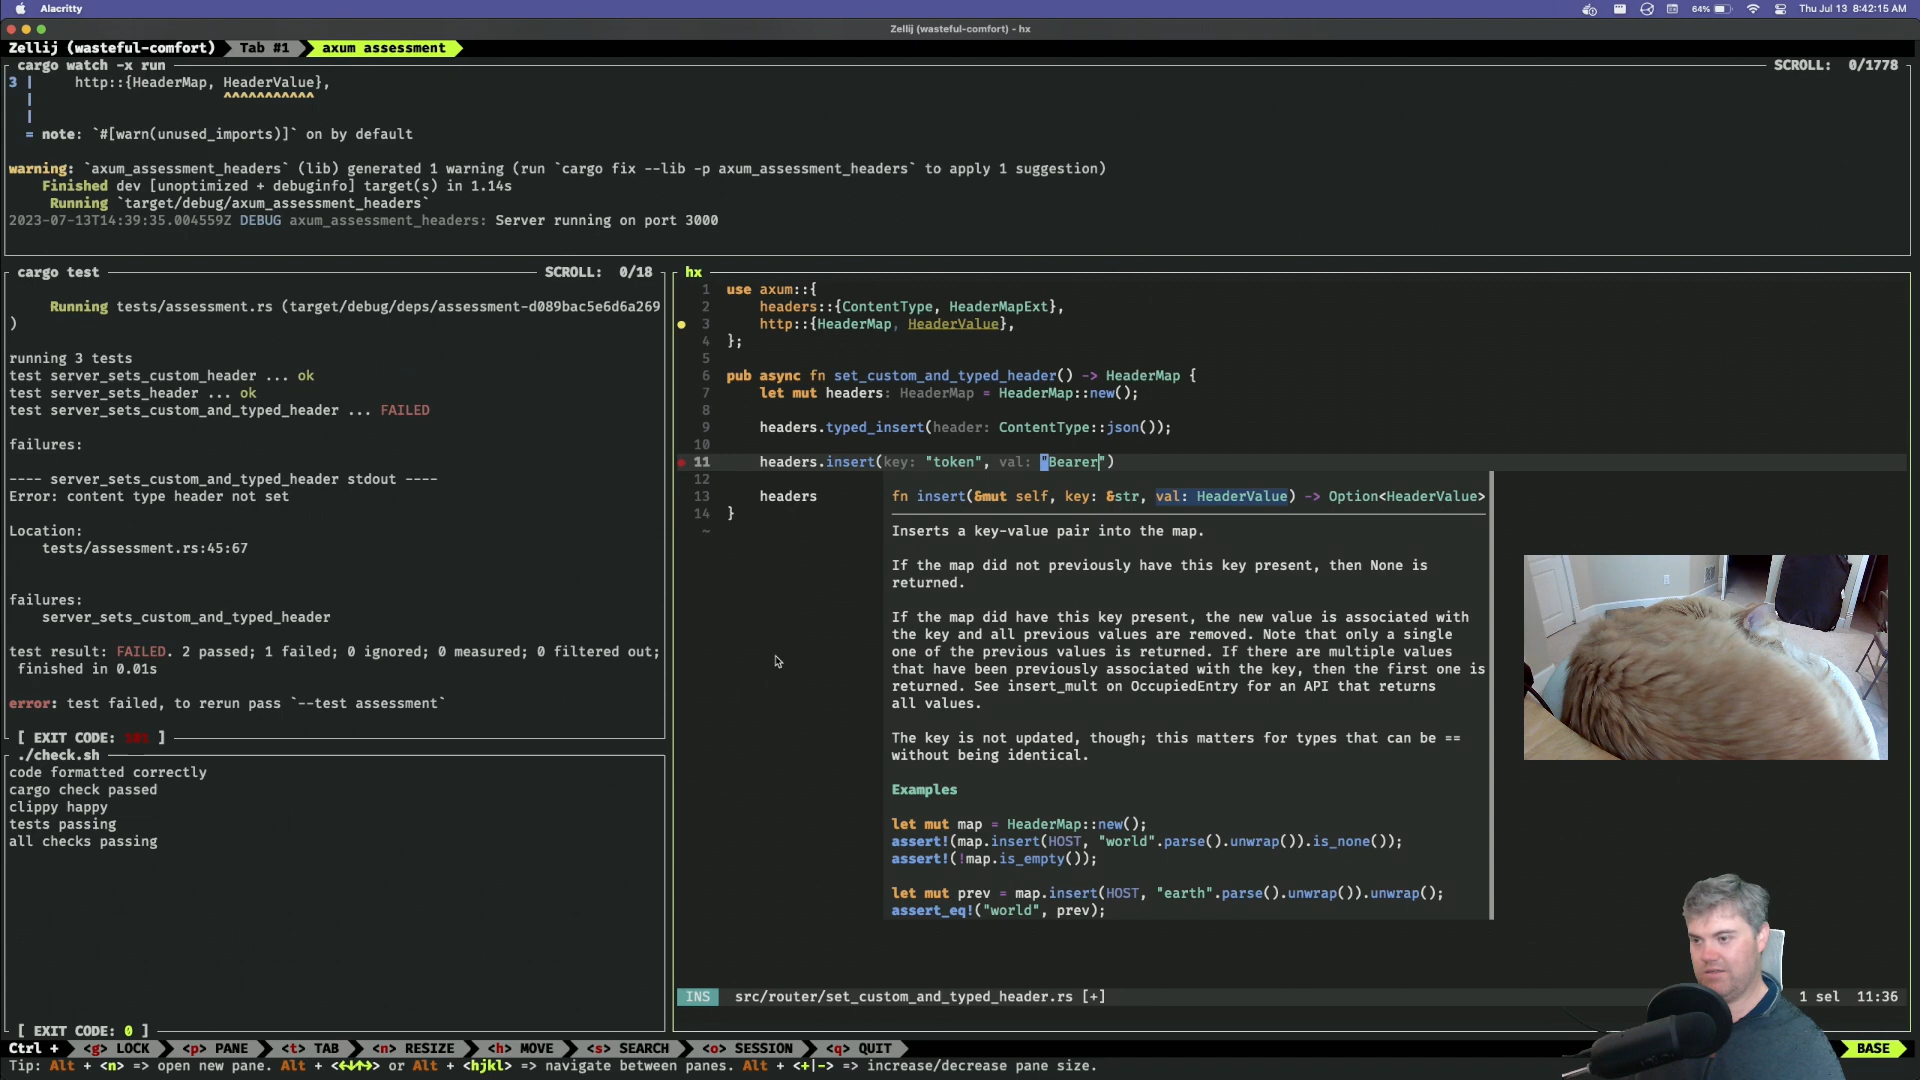 Alacritty
64%
Thu Jul 13 8:42:15 AM
Zellij (wasteful-comfort) - hx
Zellij (wasteful-comfort) Tab #1 axum assessment
cargo watch -x run SCROLL: 0/1778
3 | http::{HeaderMap, HeaderValue},
| ^^^^^^^^^^^
|
= note: `#[warn(unused_imports)]` on by default
warning: `axum_assessment_headers` (lib) generated 1 warning (run `cargo fix --lib -p axum_assessment_headers` to apply 1 suggestion)
Finished dev [unoptimized + debuginfo] target(s) in 1.14s
Running `target/debug/axum_assessment_headers`
2023-07-13T14:39:35.004559Z DEBUG axum_assessment_headers: Server running on port 3000
cargo test SCROLL: 0/18
Running tests/assessment.rs (target/debug/deps/assessment-d089bac5e6d6a269
)
running 3 tests
test server_sets_custom_header ... ok
test server_sets_header ... ok
test server_sets_custom_and_typed_header ... FAILED
failures:
---- server_sets_custom_and_typed_header stdout ----
Error: content type header not set
Location:
tests/assessment.rs:45:67
failures:
server_sets_custom_and_typed_header
test result: FAILED. 2 passed; 1 failed; 0 ignored; 0 measured; 0 filtered out;
finished in 0.01s
error: test failed, to rerun pass `--test assessment`
[ EXIT CODE: ]
./check.sh
code formatted correctly
cargo check passed
clippy happy
tests passing
all checks passing
[ EXIT CODE: 0 ]
hx
1 use axum::{
2 headers::{ContentType, HeaderMapExt},
3 http::{HeaderMap, HeaderValue},
4 };
5
6 pub async fn set_custom_and_typed_header() -> HeaderMap {
7 let mut headers: HeaderMap = HeaderMap::new();
8
9 headers.typed_insert(header: ContentType::json());
10
11 headers.insert(key: "token", val: "Bearer")
12
13 headers
14 }
~
fn insert(&mut self, key: &str, val: HeaderValue) -> Option<HeaderValue>
Inserts a key-value pair into the map.
If the map did not previously have this key present, then None is
returned.
If the map did have this key present, the new value is associated with
the key and all previous values are removed. Note that only a single
one of the previous values is returned. If there are multiple values
that have been previously associated with the key, then the first one is
returned. See insert_mult on OccupiedEntry for an API that returns
all values.
The key is not updated, though; this matters for types that can be ==
without being identical.
Examples
let mut map = HeaderMap::new();
assert!(map.insert(HOST, "world".parse().unwrap()).is_none());
assert!(!map.is_empty());
let mut prev = map.insert(HOST, "earth".parse().unwrap()).unwrap();
assert_eq!("world", prev);
INS src/router/set_custom_and_typed_header.rs [+] 1 sel 11:36
Ctrl + <g> LOCK <p> PANE <t> TAB <n> RESIZE <h> MOVE <s> SEARCH <o> SESSION <q> QUIT BASE
Tip: Alt + <n> => open new pane. Alt + <←↓↑→> or Alt + <hjkl> => navigate between panes. Alt + <+|-> => increase/decrease pane size.